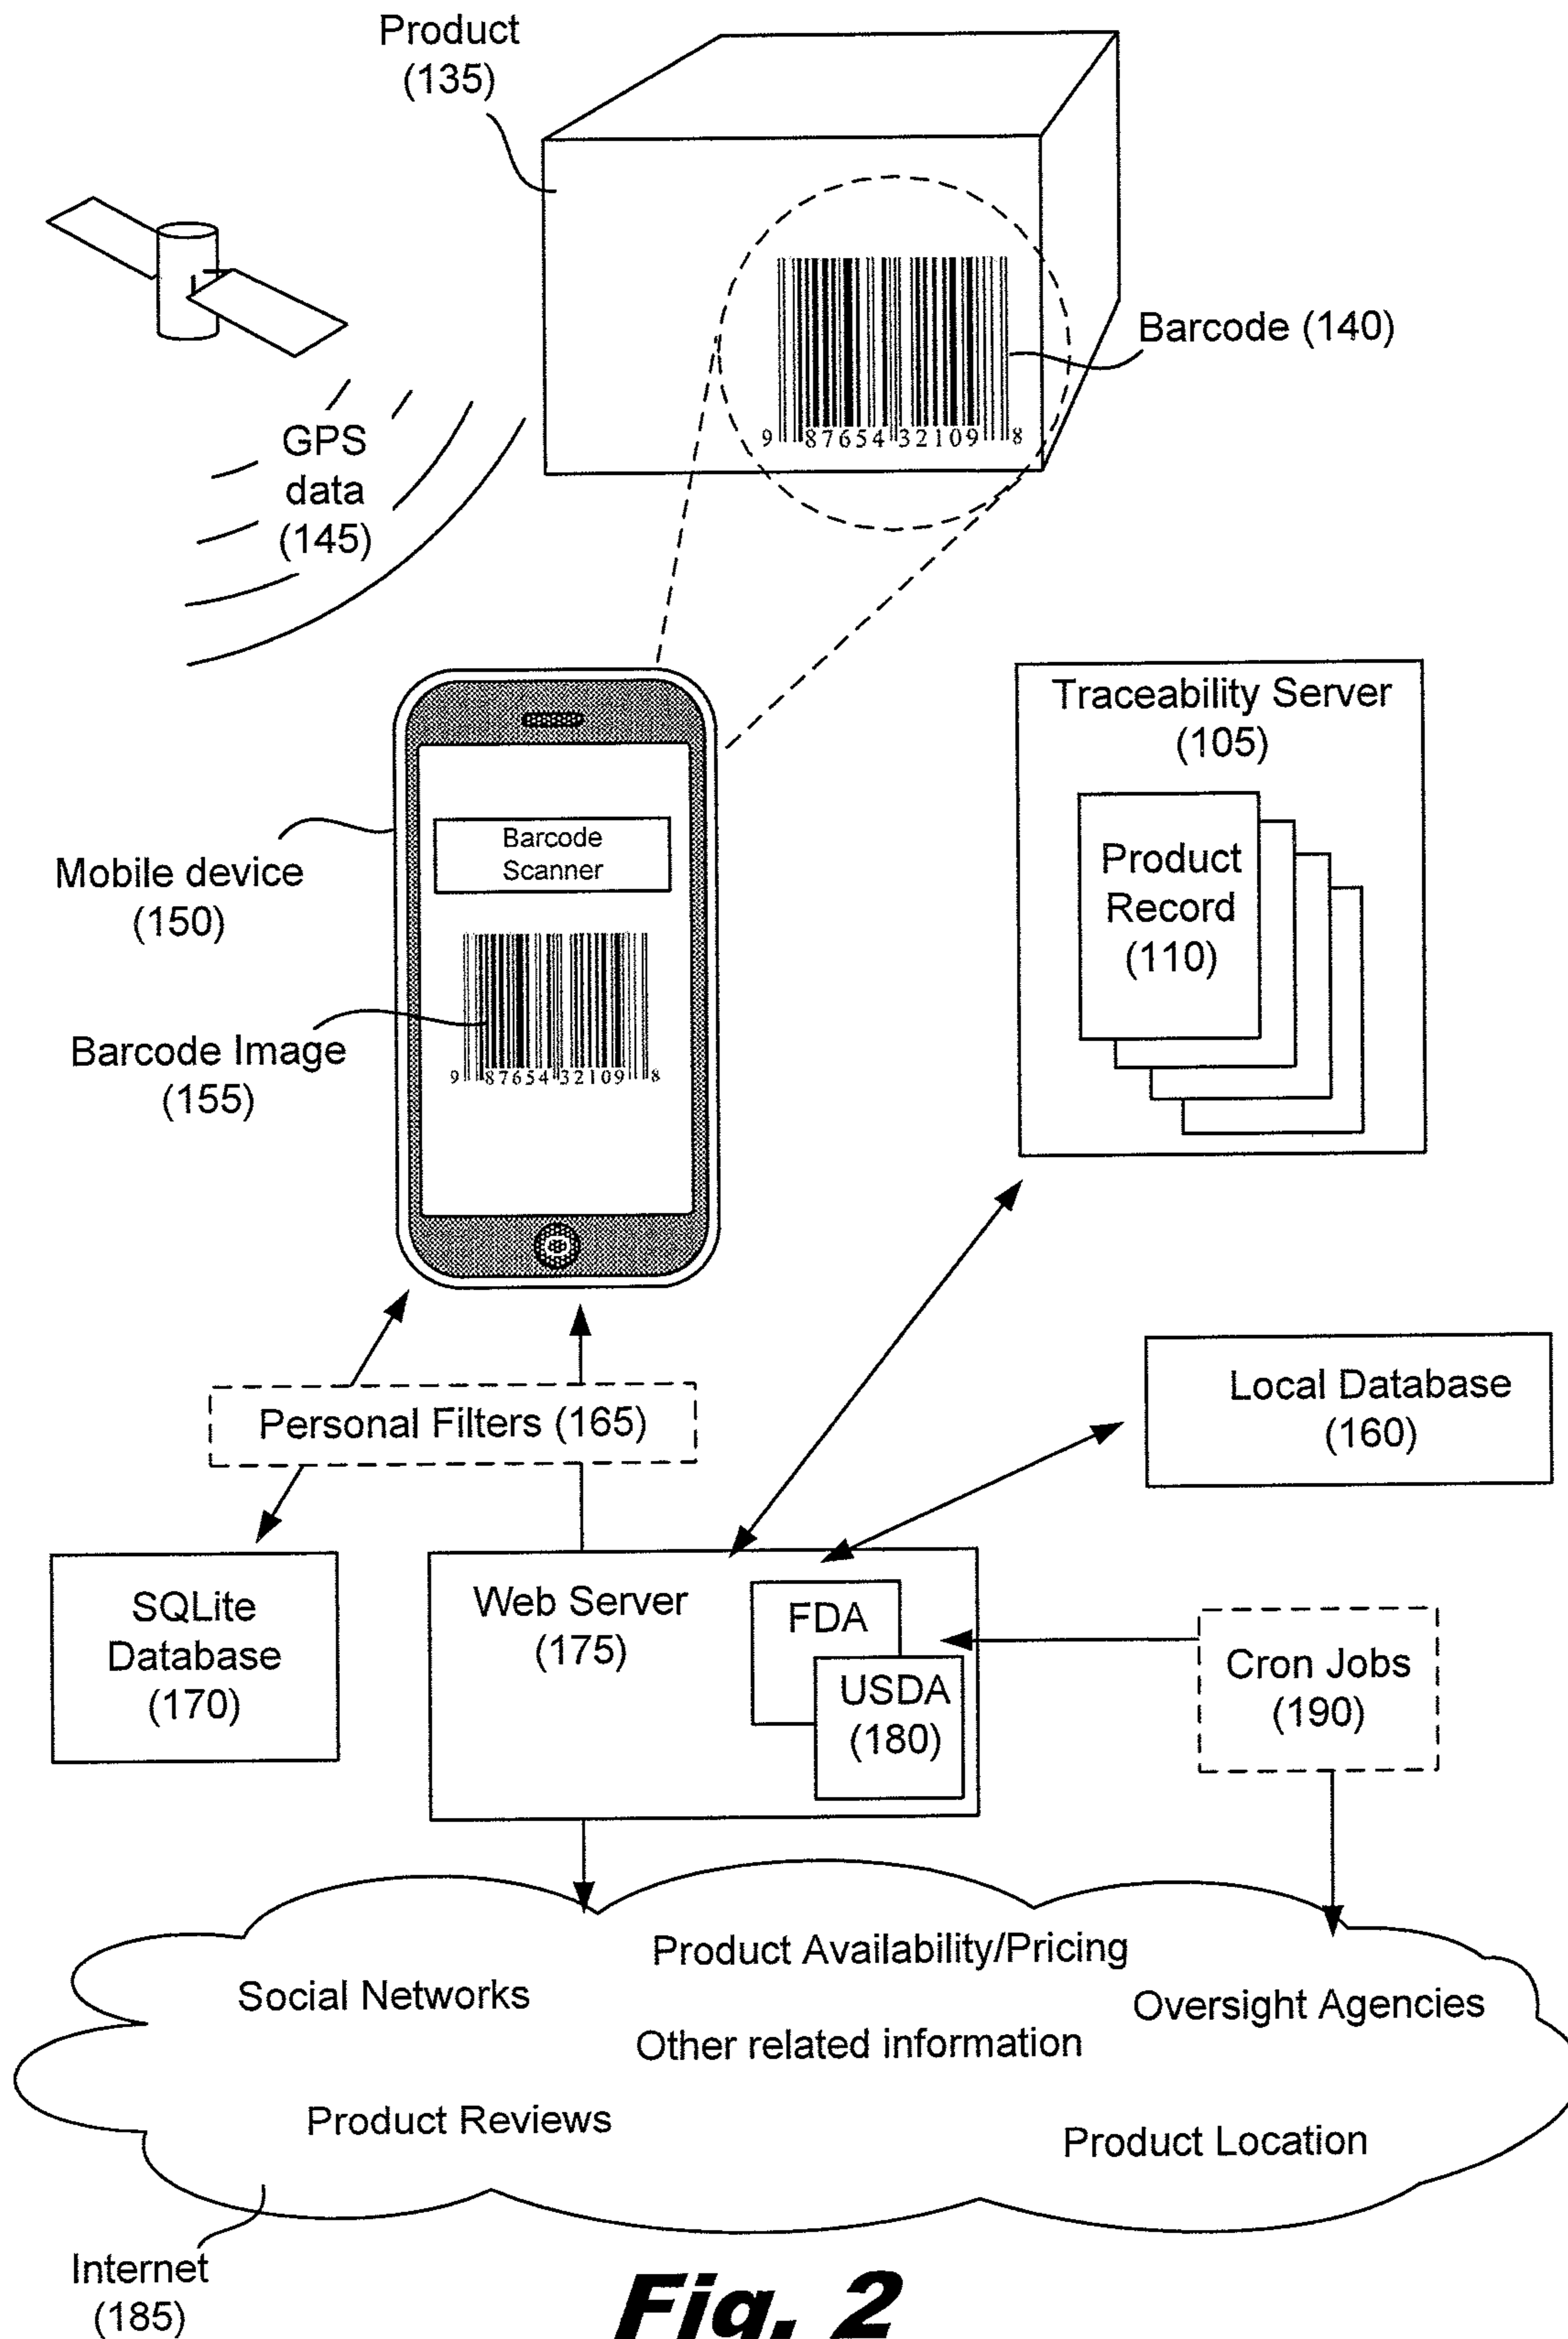 Product
(135)
Barcode (140)
9 87654 32109 8
GPS
data
(145)
Traceability Server
(105)
Product
Record
(110)
Barcode
Scanner
Mobile device
(150)
Barcode Image
(155)
9 87654 32109 8
Personal Filters (165)
Local Database
(160)
SQLite
Database
(170)
Web Server
(175)
FDA
USDA
(180)
Cron Jobs
(190)
Product Availability/Pricing
Social Networks
Oversight Agencies
Other related information
Product Reviews
Product Location
Internet
(185)
Fig. 2